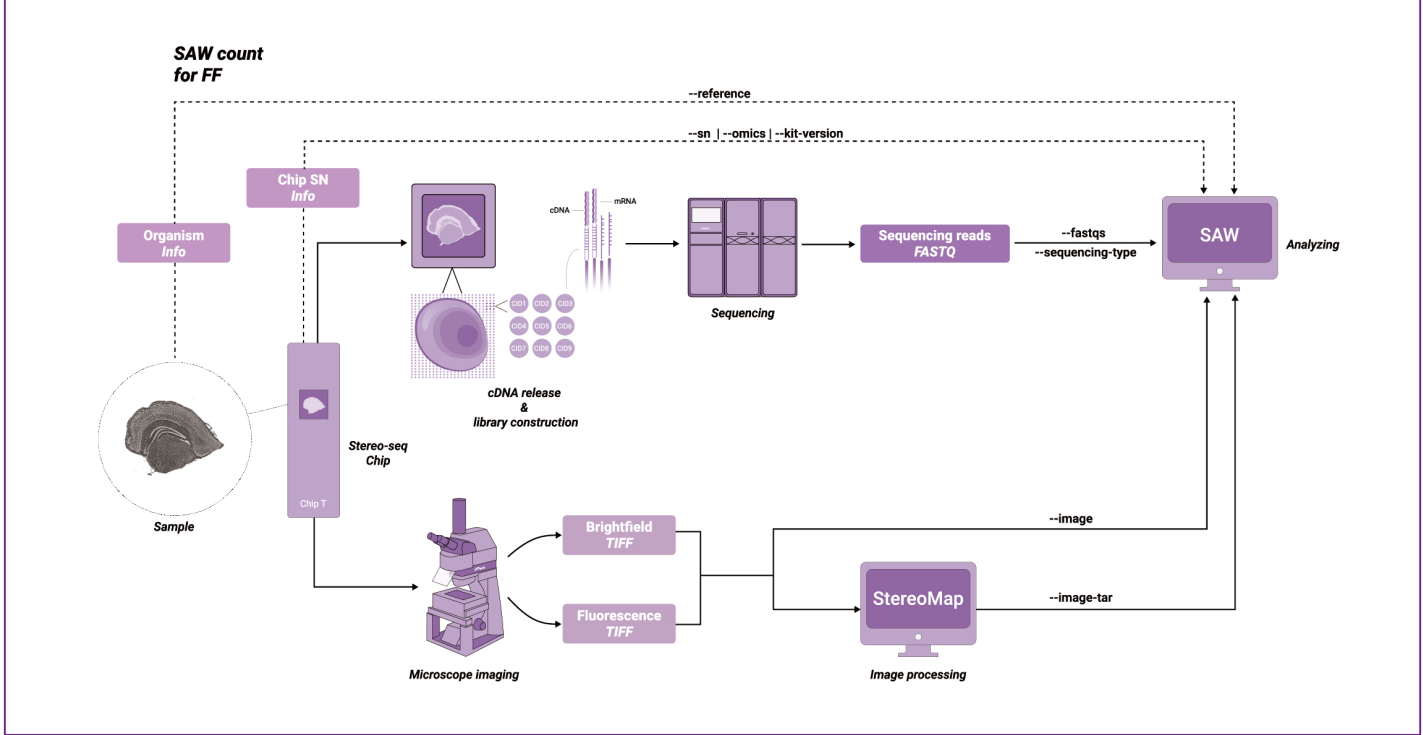 SAW count
for FF
--reference
--sn | --omics | --kit-version
Chip SN
Info
Organism
Info
cDNA
mRNA
CID1 CID2 CID3
CID4 CID5 CID6
CID7 CID8 CID9
cDNA release
&
library construction
Sequencing
Sequencing reads
FASTQ
--fastqs
--sequencing-type
SAW
Analyzing
Sample
Chip T
Stereo-seq
Chip
Microscope imaging
Brightfield
TIFF
Fluorescence
TIFF
--image
StereoMap
--image-tar
Image processing